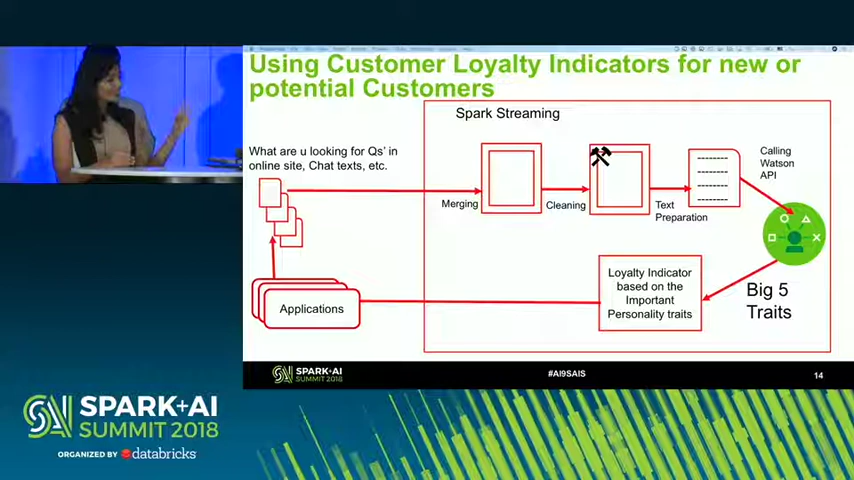 Using Customer Loyalty Indicators for new or
potential Customers
Spark Streaming
What are u looking for Qs' in
online site, Chat texts, etc.
Calling
Watson
API
Merging
Cleaning
Text
Preparation
Loyalty Indicator
based on the
Important
Personality traits
Big 5
Traits
Applications
SPARK+AI
SUMMIT 2018
#AI9SAIS
14
SPARK+AI
SUMMIT 2018
ORGANIZED BY databricks